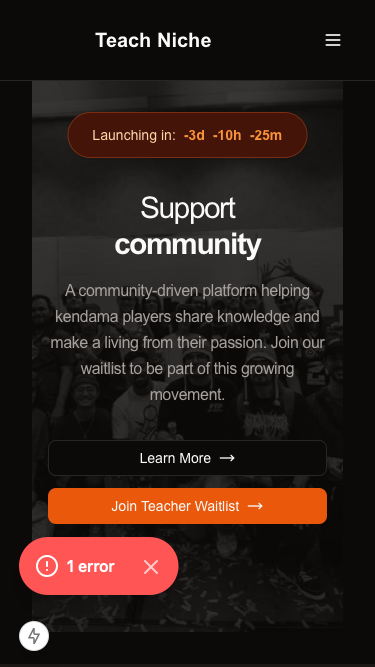 Teach Niche
Launching in: -3d -10h -25m
Support
community
A community-driven platform helping
kendama players share knowledge and
make a living from their passion. Join our
waitlist to be part of this growing
movement.
Learn More →
Join Teacher Waitlist →
1 error